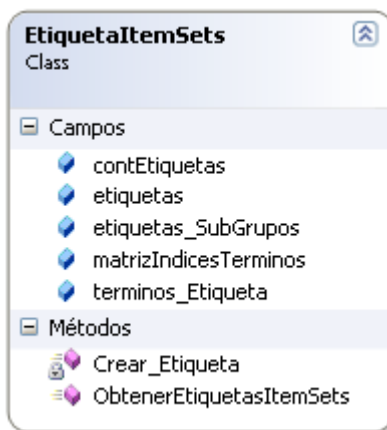 EtiquetaItemSets
Class
Campos
contEtiquetas
etiquetas
etiquetas_SubGrupos
matrizIndicesTerminos
terminos_Etiqueta
Métodos
Crear_Etiqueta
ObtenerEtiquetasItemSets